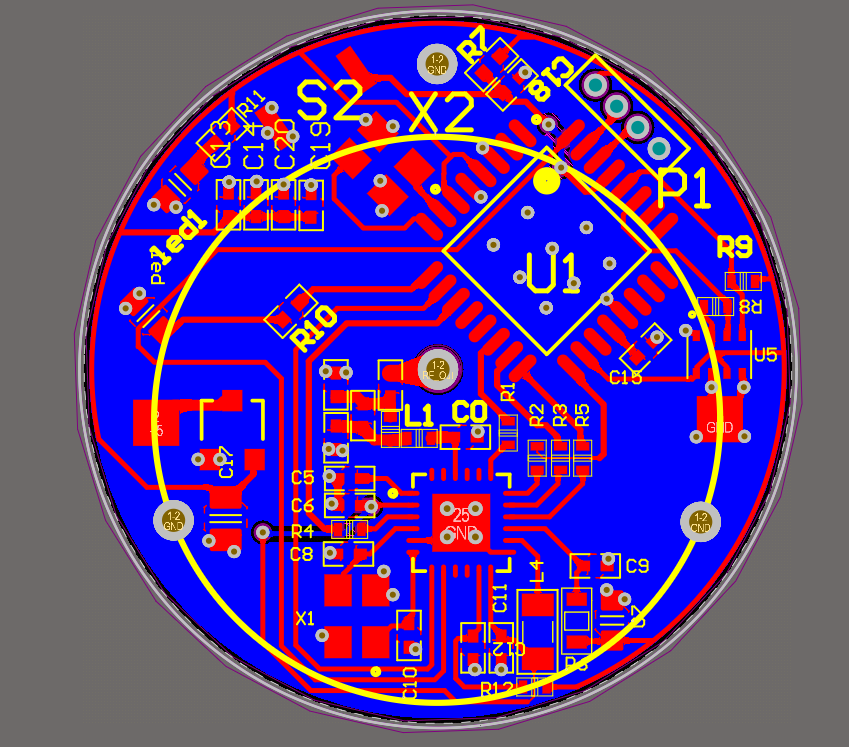 R7
1-2
GND
C18
S2
X2
R11
C13
C14
C20
C19
P1
led1
Ped
U1
R9
R8
R10
U5
C15
1-2
R1
L1
C0
R2
R3
R5
GND
C17
C5
C6
25
GND
1-2
GND
1-2
GND
R4
C8
L4
C9
C11
X1
C12
C10
R12